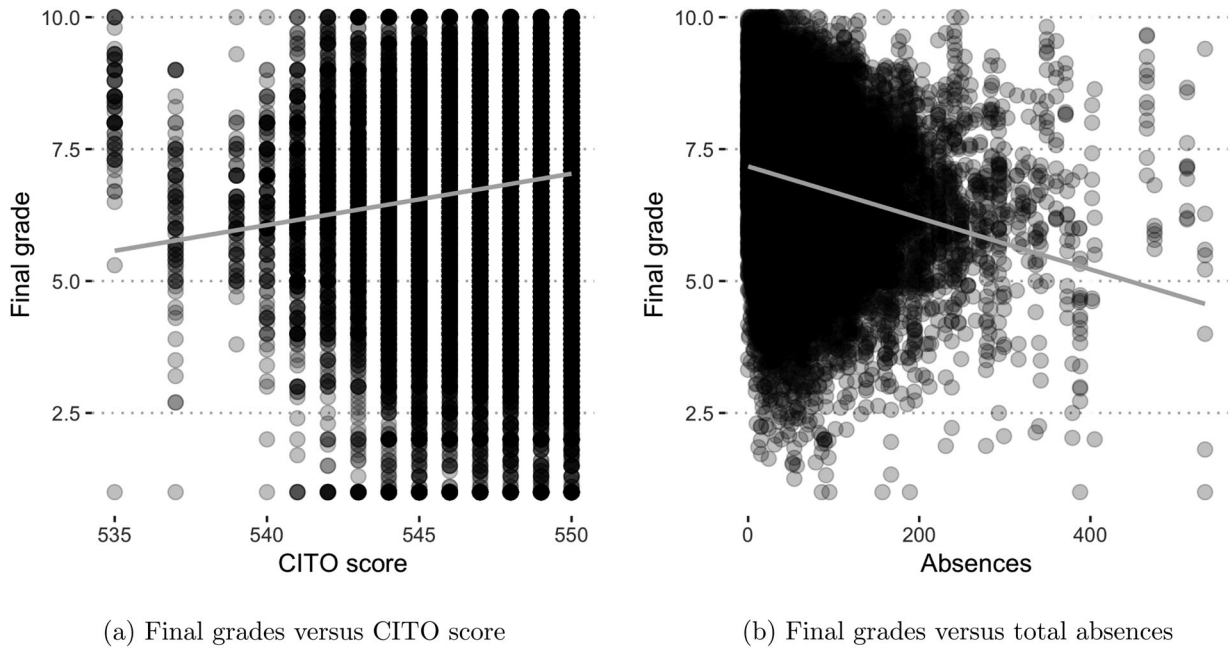 10.0
7.5
5.0
2.5
Final grade
535
540
545
550
CITO score
(a) Final grades versus CITO score
10.0
7.5
5.0
2.5
Final grade
0
200
400
Absences
(b) Final grades versus total absences